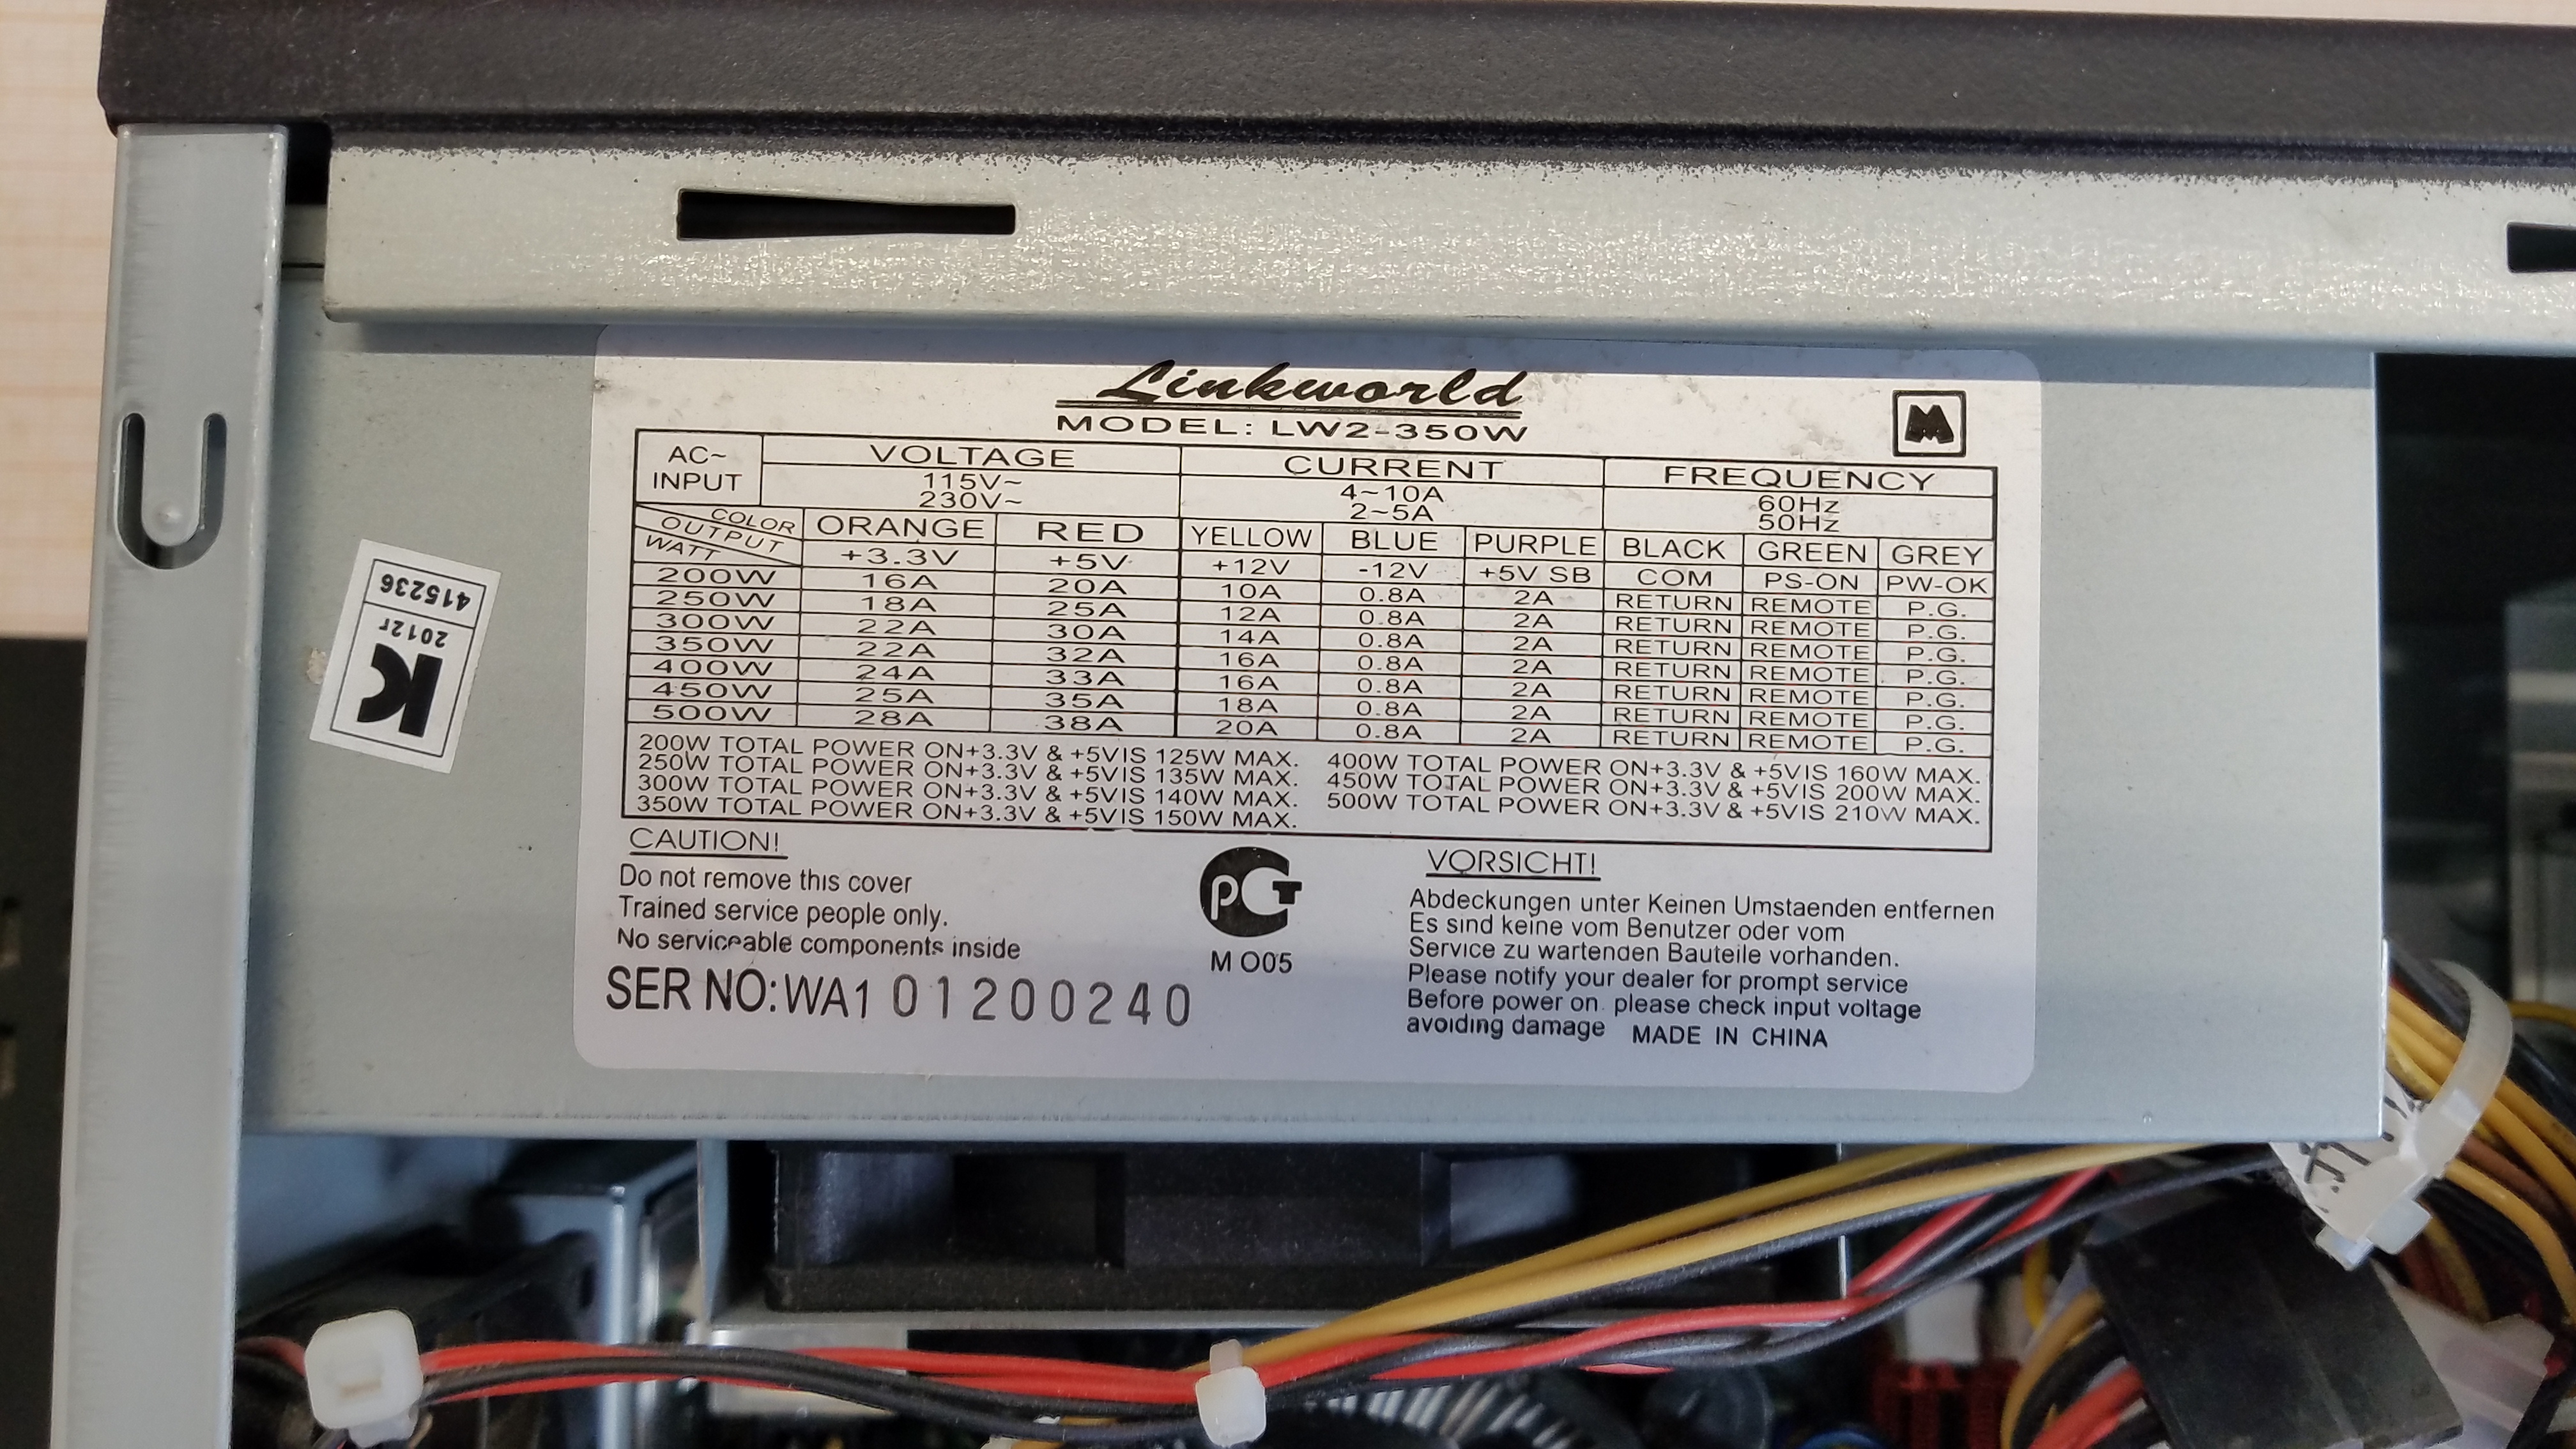 Linkworld
MODEL: LW2-350W
M
AC~ INPUT VOLTAGE CURRENT FREQUENCY
115V~ 4~10A 60Hz
230V~ 2~5A 50Hz
COLOR OUTPUT WATT ORANGE RED YELLOW BLUE PURPLE BLACK GREEN GREY
+3.3V +5V +12V -12V +5V SB COM PS-ON PW-OK
200W 16A 20A 10A 0.8A 2A RETURN REMOTE P.G.
250W 18A 25A 12A 0.8A 2A RETURN REMOTE P.G.
300W 22A 30A 14A 0.8A 2A RETURN REMOTE P.G.
350W 22A 32A 16A 0.8A 2A RETURN REMOTE P.G.
400W 24A 33A 16A 0.8A 2A RETURN REMOTE P.G.
450W 25A 35A 18A 0.8A 2A RETURN REMOTE P.G.
500W 28A 38A 20A 0.8A 2A RETURN REMOTE P.G.
200W TOTAL POWER ON+3.3V & +5VIS 125W MAX.
250W TOTAL POWER ON+3.3V & +5VIS 135W MAX.
300W TOTAL POWER ON+3.3V & +5VIS 140W MAX.
350W TOTAL POWER ON+3.3V & +5VIS 150W MAX.
400W TOTAL POWER ON+3.3V & +5VIS 160W MAX.
450W TOTAL POWER ON+3.3V & +5VIS 200W MAX.
500W TOTAL POWER ON+3.3V & +5VIS 210W MAX.
CAUTION!
Do not remove this cover
Trained service people only.
No serviceable components inside
SER NO:WA101200240
РСТ
M O05
VORSICHT!
Abdeckungen unter Keinen Umstaenden entfernen
Es sind keine vom Benutzer oder vom
Service zu wartenden Bauteile vorhanden.
Please notify your dealer for prompt service
Before power on please check input voltage
avoiding damage MADE IN CHINA
K
2012г
415236